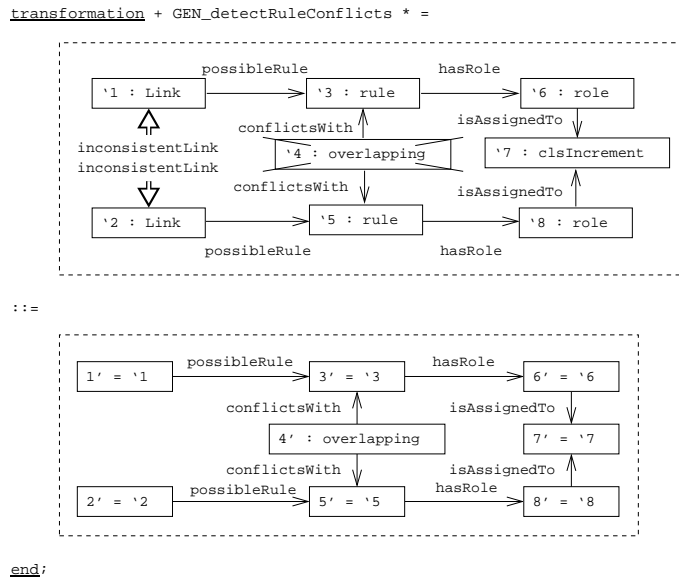 transformation + GEN_detectRuleConflicts * =
possibleRule
hasRole
‘1 : Link
‘3 : rule
‘6 : role
conflictsWith
isAssignedTo
inconsistentLink
‘4 : overlapping
‘7 : clsIncrement
inconsistentLink
conflictsWith
isAssignedTo
‘2 : Link
‘5 : rule
‘8 : role
possibleRule
hasRole
::=
possibleRule
hasRole
1’ = ‘1
3’ = ‘3
6’ = ‘6
conflictsWith
isAssignedTo
4’ : overlapping
7’ = ‘7
conflictsWith
isAssignedTo
possibleRule
hasRole
2’ = ‘2
5’ = ‘5
8’ = ‘8
end;